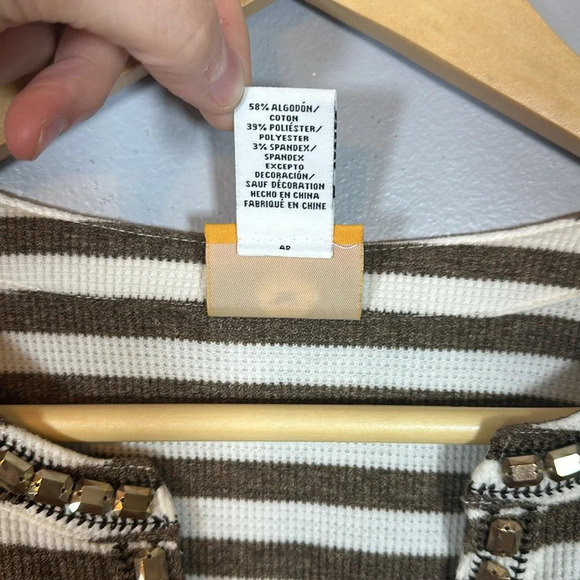 58% ALGODÓN/
COTON
39% POLIÉSTER/
POLYESTER
3% SPANDEX/
SPANDEX
EXCEPTO
DECORACIÓN/
SAUF DÉCORATION
HECHO EN CHINA
FABRIQUÉ EN CHINE